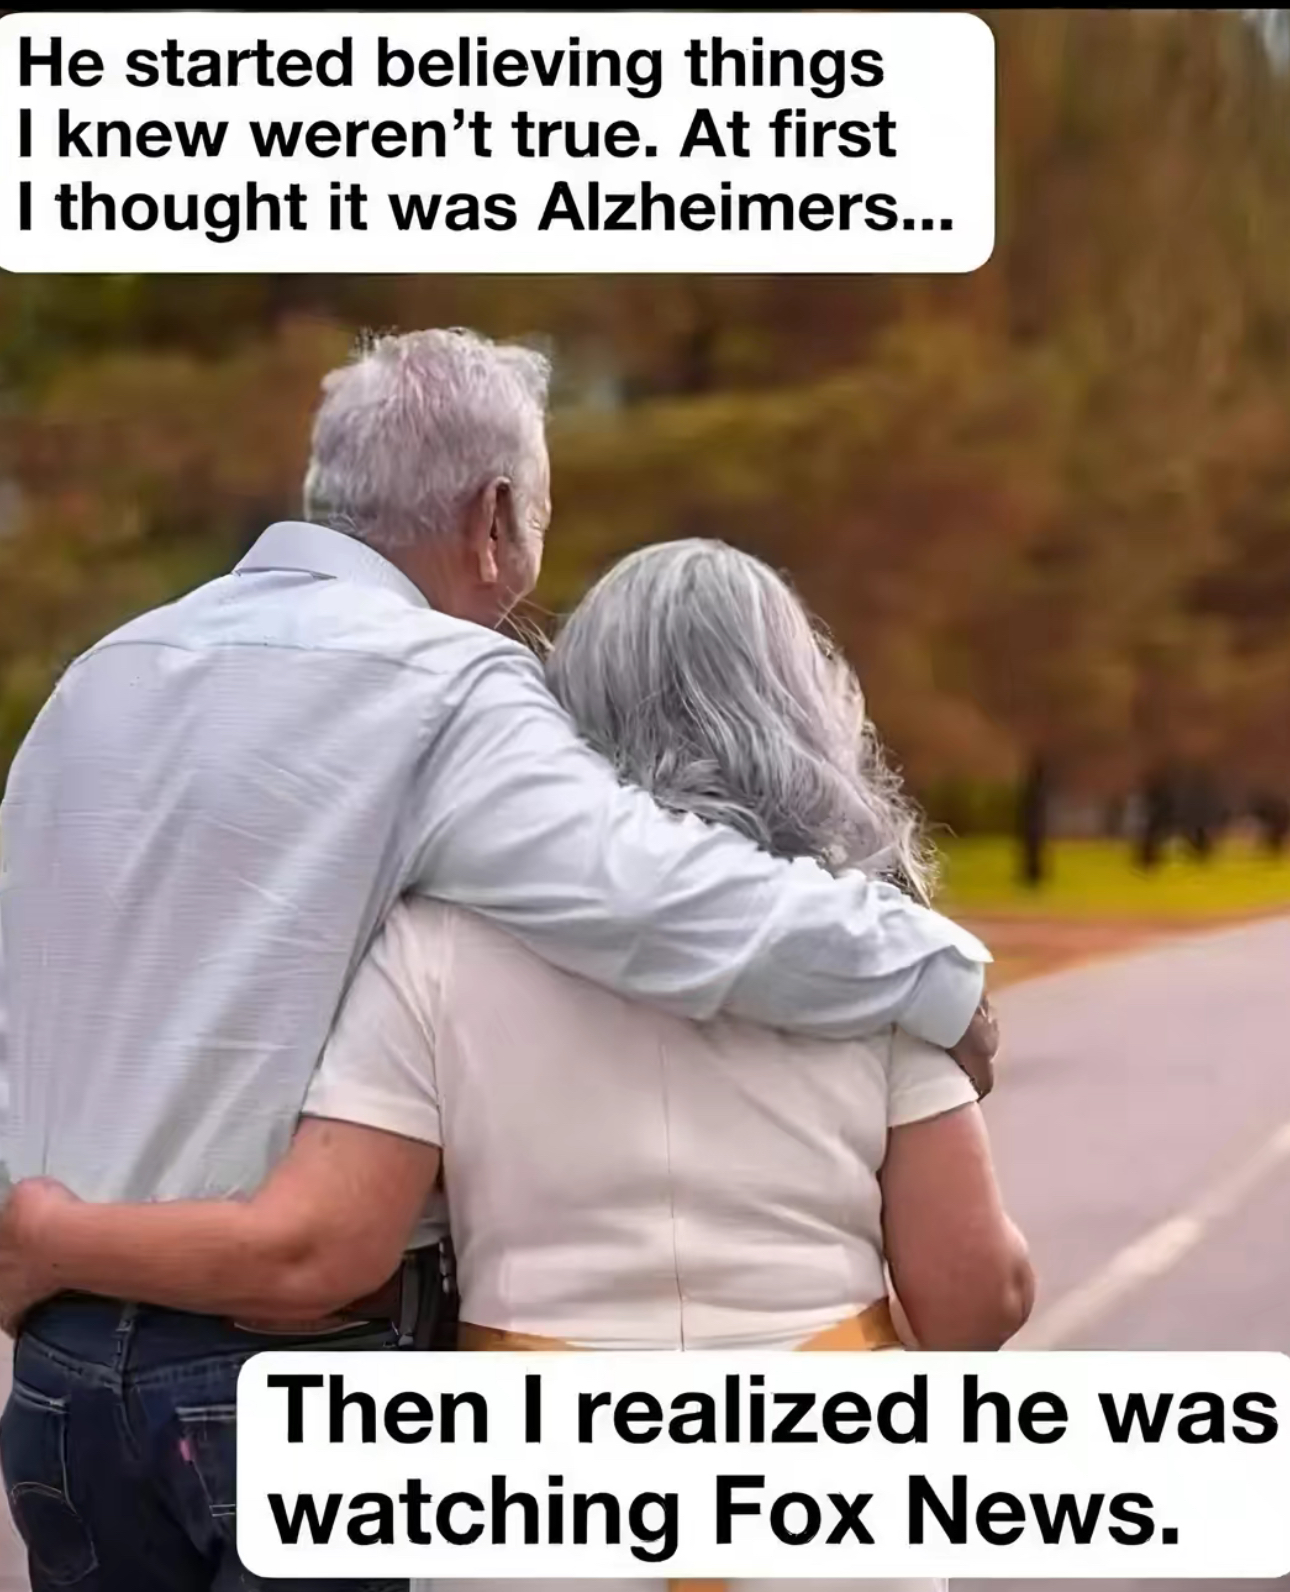 He started believing things
I knew weren’t true. At first
I thought it was Alzheimers...
Then I realized he was
watching Fox News.